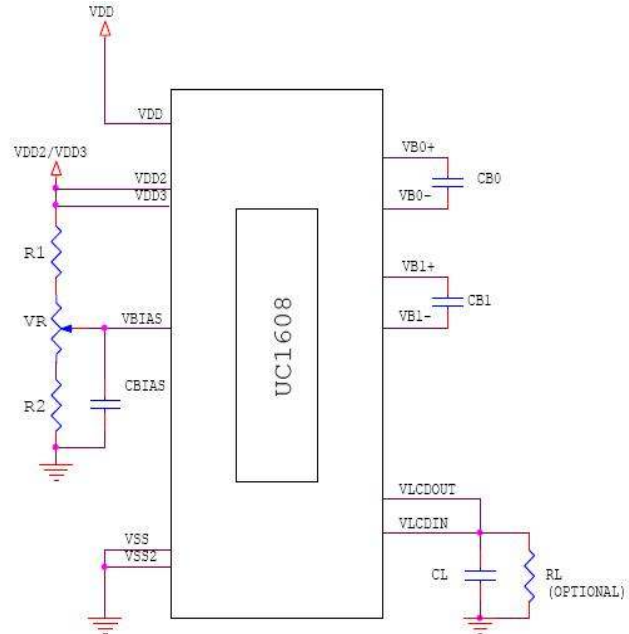 VDD
VDD
VDD2/VDD3
VDD2
VDD3
R1
VR
VBIAS
CBIAS
R2
VSS
VSS2
UC1608
VB0+
CB0
VB0-
VB1+
CB1
VB1-
VLCDOUT
VLCDIN
CL
RL
(OPTIONAL)